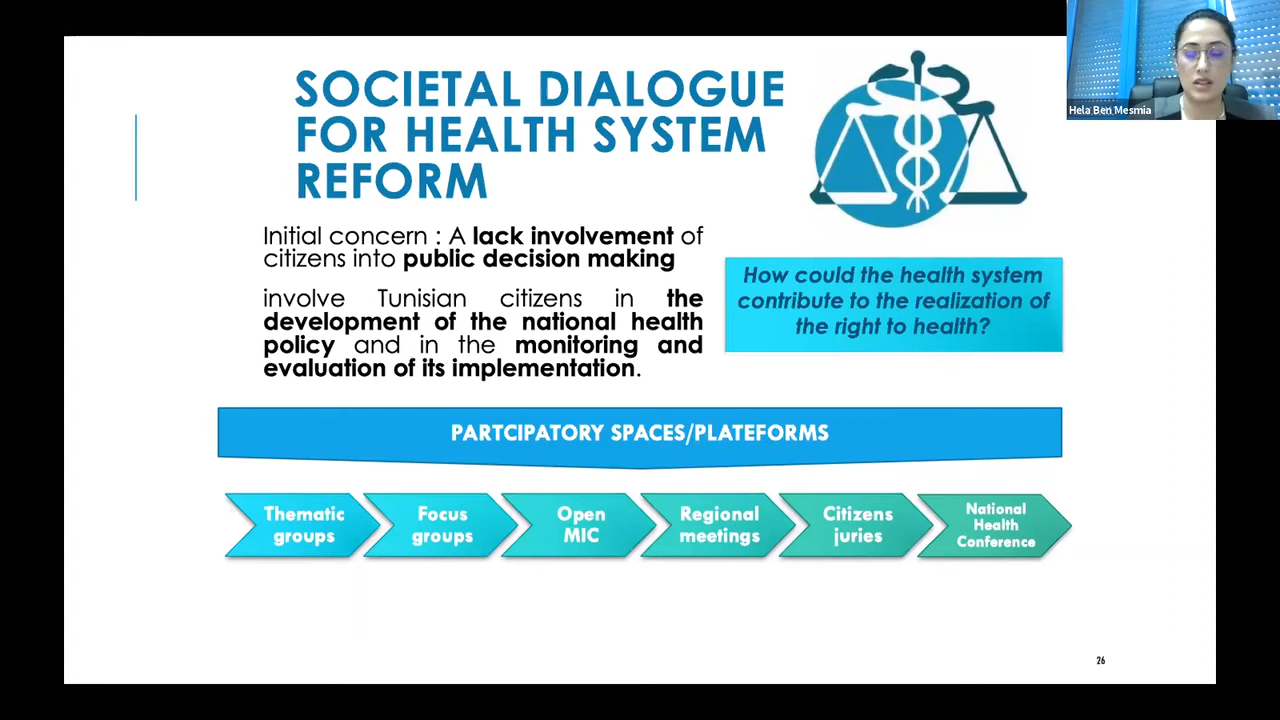 SOCIETAL DIALOGUE
FOR HEALTH SYSTEM
REFORM
Hela Ben Mesmia
Initial concern : A lack involvement of
citizens into public decision making
involve Tunisian citizens in the
development of the national health
policy and in the monitoring and
evaluation of its implementation.
How could the health system
contribute to the realization of
the right to health?
PARTCIPATORY SPACES/PLATEFORMS
Thematic
groups
Focus
groups
Open
MIC
Regional
meetings
Citizens
juries
National
Health
Conference
26